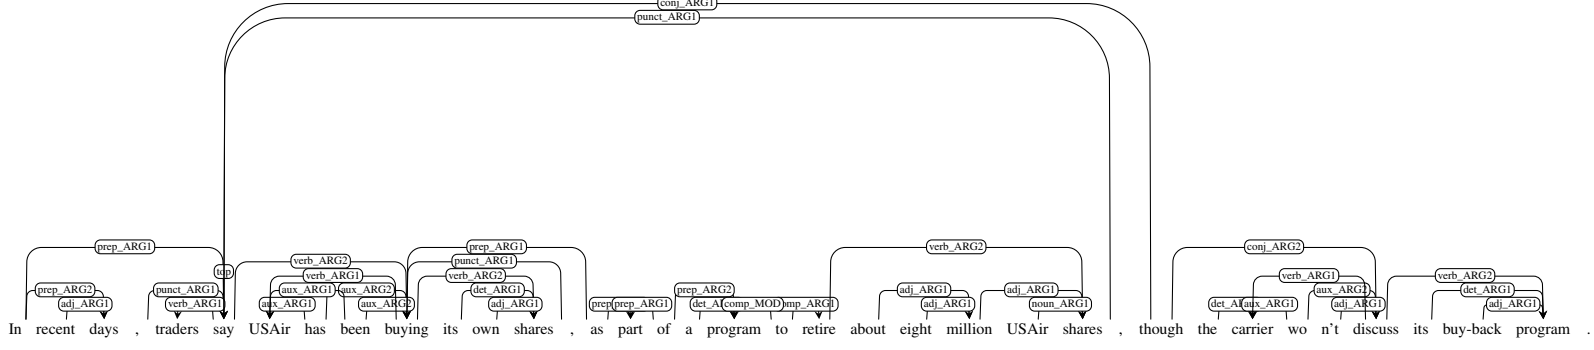 conj_ARG1
punct_ARG1
prep_ARG1 prep_ARG1 verb_ARG2 conj_ARG2
top verb_ARG2 punct_ARG1
verb_ARG1 verb_ARG2 verb_ARG1 verb_ARG2
prep_ARG2 punct_ARG1 aux_ARG1 aux_ARG2 det_ARG1 prep_ARG2 adj_ARG1 adj_ARG1 aux_ARG2 det_ARG1
adj_ARG1 verb_ARG1 aux_ARG1 aux_ARG2 adj_ARG1 prep_ARG1 comp_MOD adj_ARG1 noun_ARG1 aux_ARG1 adj_ARG1 adj_ARG1
In recent days , traders say USAir has been buying its own shares , as part of a program to retire about eight million USAir shares , though the carrier wo n't discuss its buy-back program .